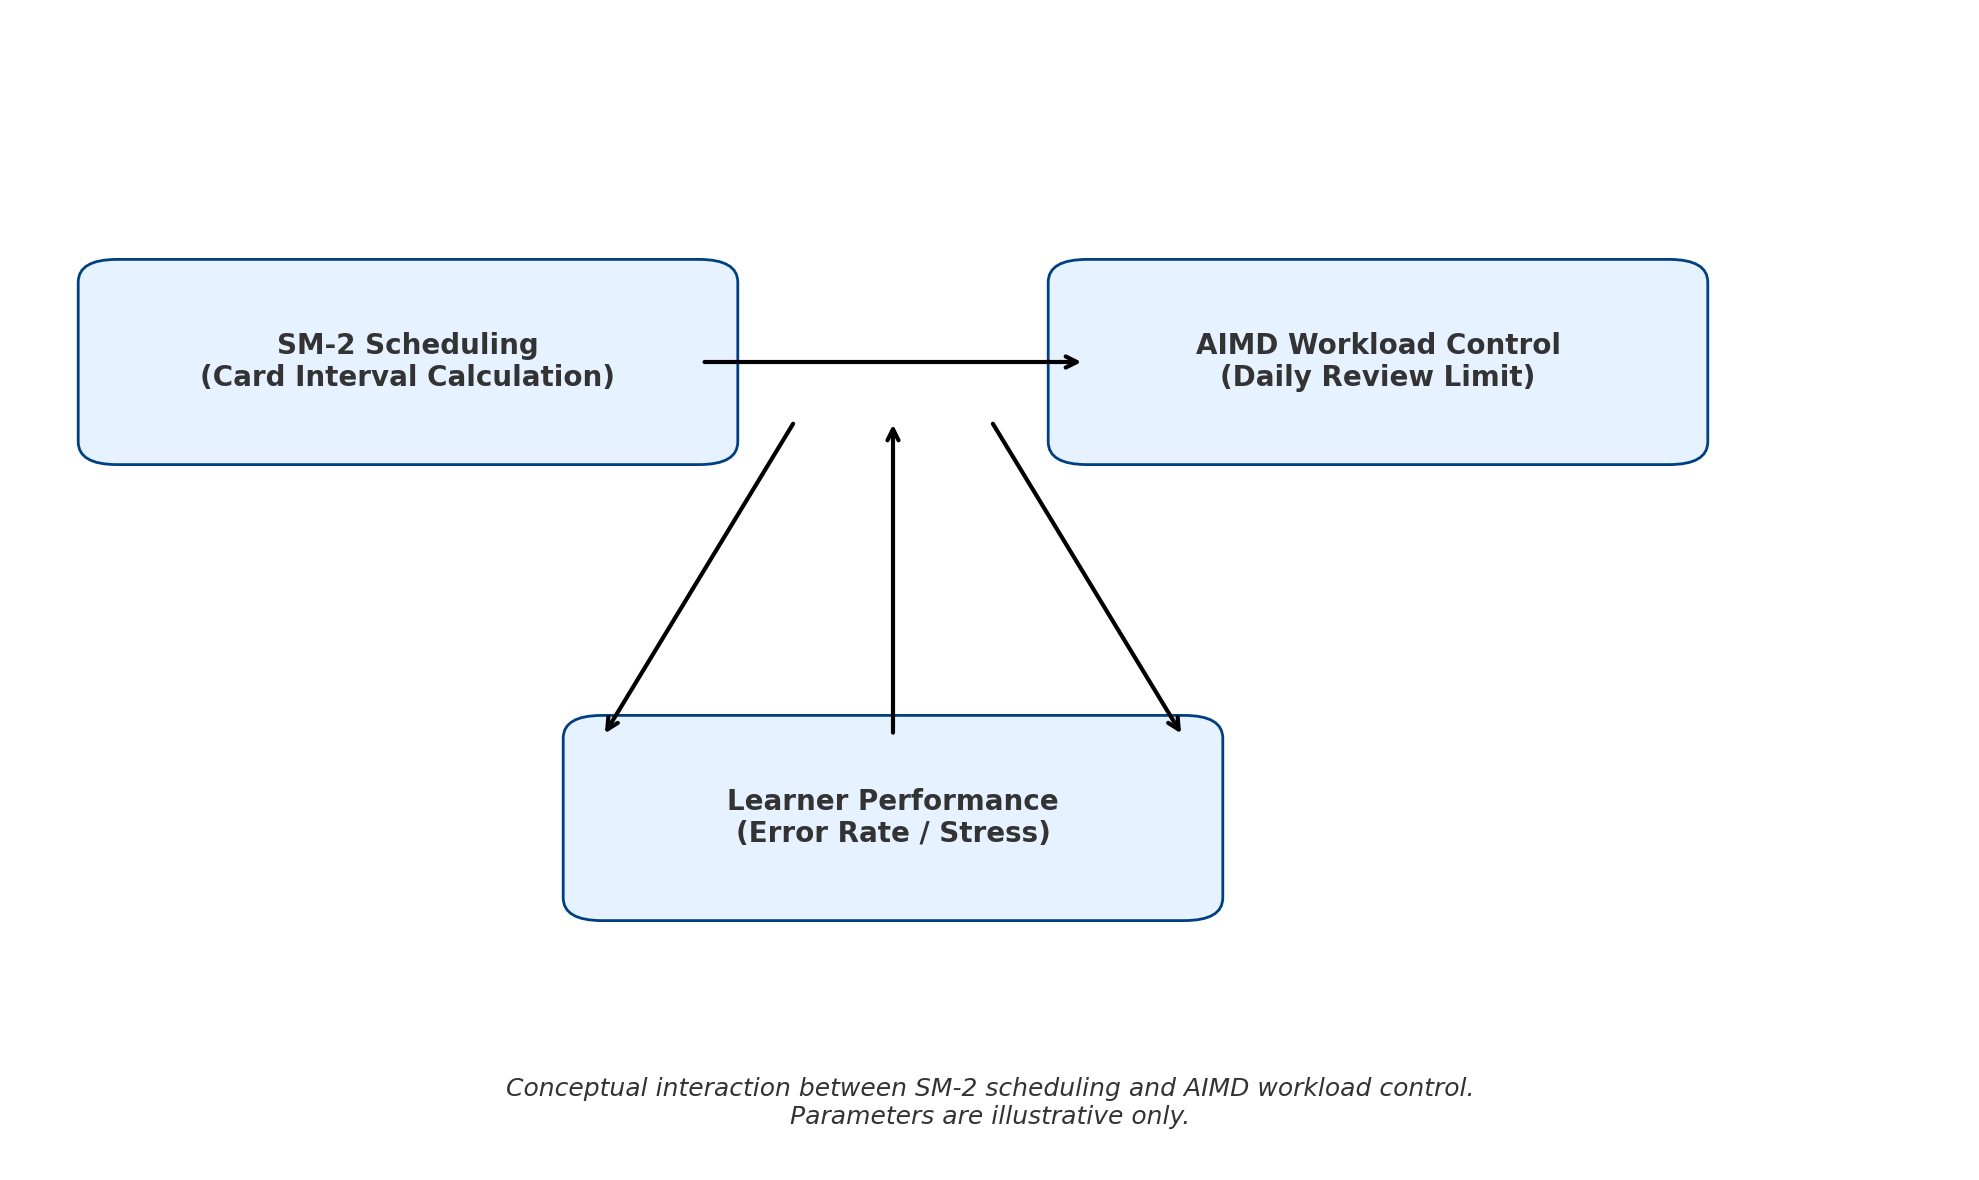 SM-2 Scheduling
(Card Interval Calculation)
AIMD Workload Control
(Daily Review Limit)
Learner Performance
(Error Rate / Stress)
Conceptual interaction between SM-2 scheduling and AIMD workload control.
Parameters are illustrative only.